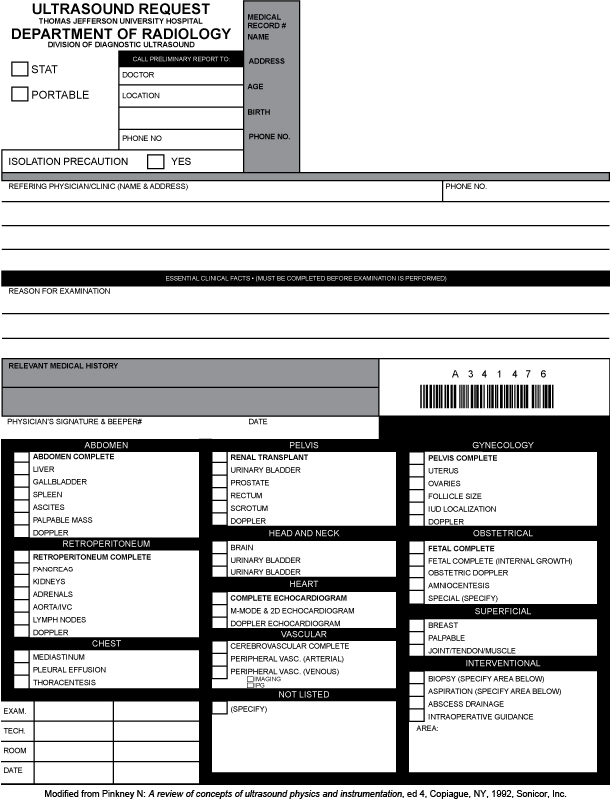 ULTRASOUND REQUEST
THOMAS JEFFERSON UNIVERSITY HOSPITAL
DEPARTMENT OF RADIOLOGY
DIVISION OF DIAGNOSTIC ULTRASOUND
STAT
PORTABLE
CALL PRELIMINARY REPORT TO:
DOCTOR
LOCATION
PHONE NO
MEDICAL
RECORD #
NAME
ADDRESS
AGE
BIRTH
PHONE NO.
ISOLATION PRECAUTION YES
REFERING PHYSICIAN/CLINIC (NAME & ADDRESS) PHONE NO.
ESSENTIAL CLINICAL FACTS • (MUST BE COMPLETED BEFORE EXAMINATION IS PERFORMED)
REASON FOR EXAMINATION
RELEVANT MEDICAL HISTORY
A 3 4 1 4 7 6
PHYSICIAN'S SIGNATURE & BEEPER# DATE
ABDOMEN
ABDOMEN COMPLETE
LIVER
GALLBLADDER
SPLEEN
ASCITES
PALPABLE MASS
DOPPLER
RETROPERITONEUM
RETROPERITONEUM COMPLETE
PANCREAS
KIDNEYS
ADRENALS
AORTA/IVC
LYMPH NODES
DOPPLER
CHEST
MEDIASTINUM
PLEURAL EFFUSION
THORACENTESIS
EXAM.
TECH.
ROOM
DATE
PELVIS
RENAL TRANSPLANT
URINARY BLADDER
PROSTATE
RECTUM
SCROTUM
DOPPLER
HEAD AND NECK
BRAIN
URINARY BLADDER
URINARY BLADDER
HEART
COMPLETE ECHOCARDIOGRAM
M-MODE & 2D ECHOCARDIOGRAM
DOPPLER ECHOCARDIOGRAM
VASCULAR
CEREBROVASCULAR COMPLETE
PERIPHERAL VASC. (ARTERIAL)
PERIPHERAL VASC. (VENOUS)
IMAGING
IPG
NOT LISTED
(SPECIFY)
GYNECOLOGY
PELVIS COMPLETE
UTERUS
OVARIES
FOLLICLE SIZE
IUD LOCALIZATION
DOPPLER
OBSTETRICAL
FETAL COMPLETE
FETAL COMPLETE (INTERNAL GROWTH)
OBSTETRIC DOPPLER
AMNIOCENTESIS
SPECIAL (SPECIFY)
SUPERFICIAL
BREAST
PALPABLE
JOINT/TENDON/MUSCLE
INTERVENTIONAL
BIOPSY (SPECIFY AREA BELOW)
ASPIRATION (SPECIFY AREA BELOW)
ABSCESS DRAINAGE
INTRAOPERATIVE GUIDANCE
AREA:
Modified from Pinkney N: A review of concepts of ultrasound physics and instrumentation, ed 4, Copiague, NY, 1992, Sonicor, Inc.